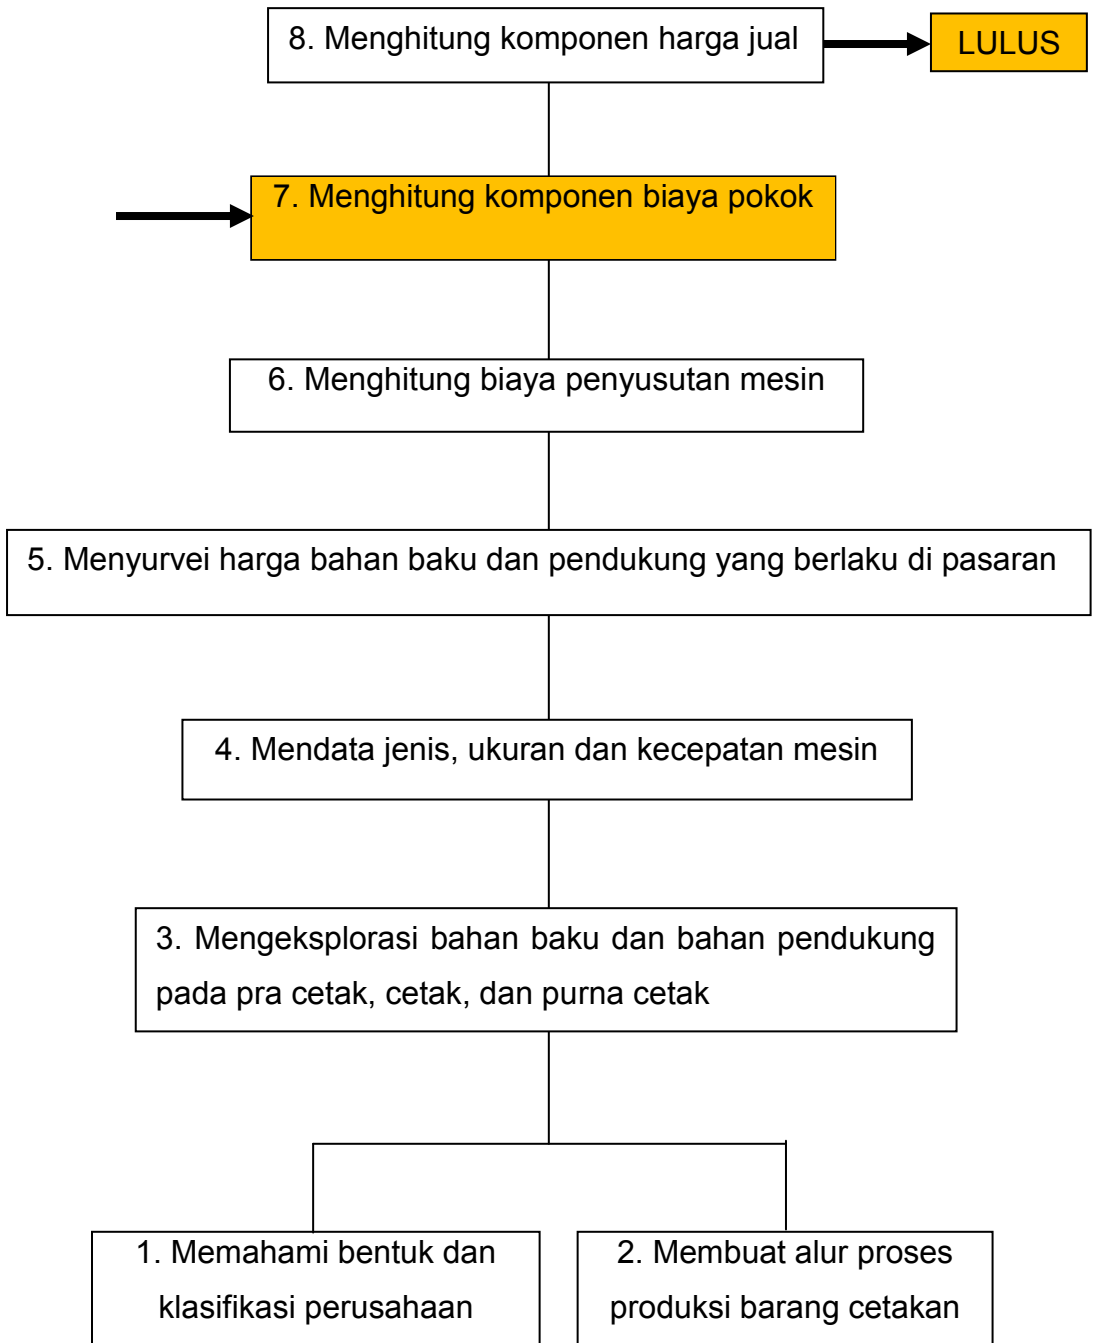 8. Menghitung komponen harga jual
LULUS
7. Menghitung komponen biaya pokok
6. Menghitung biaya penyusutan mesin
5. Menyurvei harga bahan baku dan pendukung yang berlaku di pasaran
4. Mendata jenis, ukuran dan kecepatan mesin
3. Mengeksplorasi bahan baku dan bahan pendukung
pada pra cetak, cetak, dan purna cetak
1. Memahami bentuk dan
klasifikasi perusahaan
2. Membuat alur proses
produksi barang cetakan